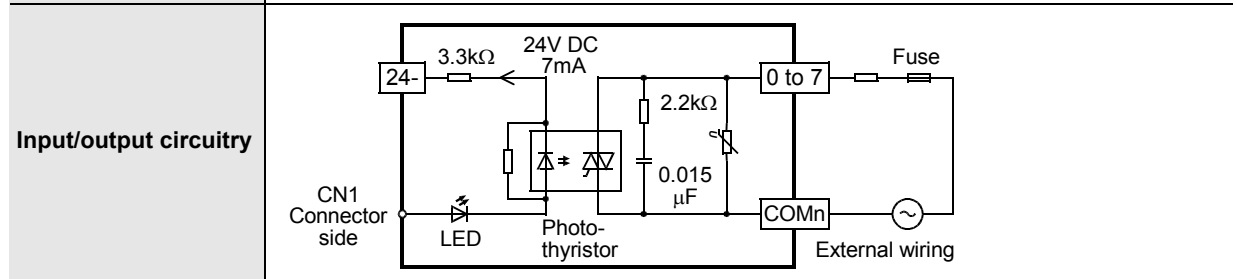 Input/output circuitry
24V DC
7mA
3.3kΩ
24-
Fuse
0 to 7
2.2kΩ
0.015
μF
CN1
Connector
side
LED
Photo-
thyristor
COMn
External wiring